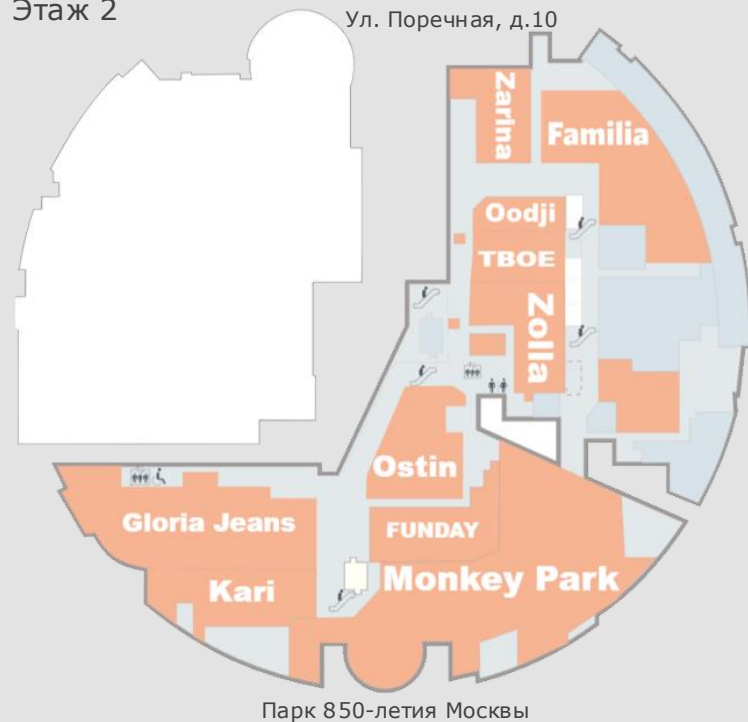 Этаж 2
Ул. Поречная, д.10
Zarina
Familia
Oodji
ТВОЕ
Zolla
Ostin
Gloria Jeans
FUNDAY
Kari
Monkey Park
Парк 850-летия Москвы